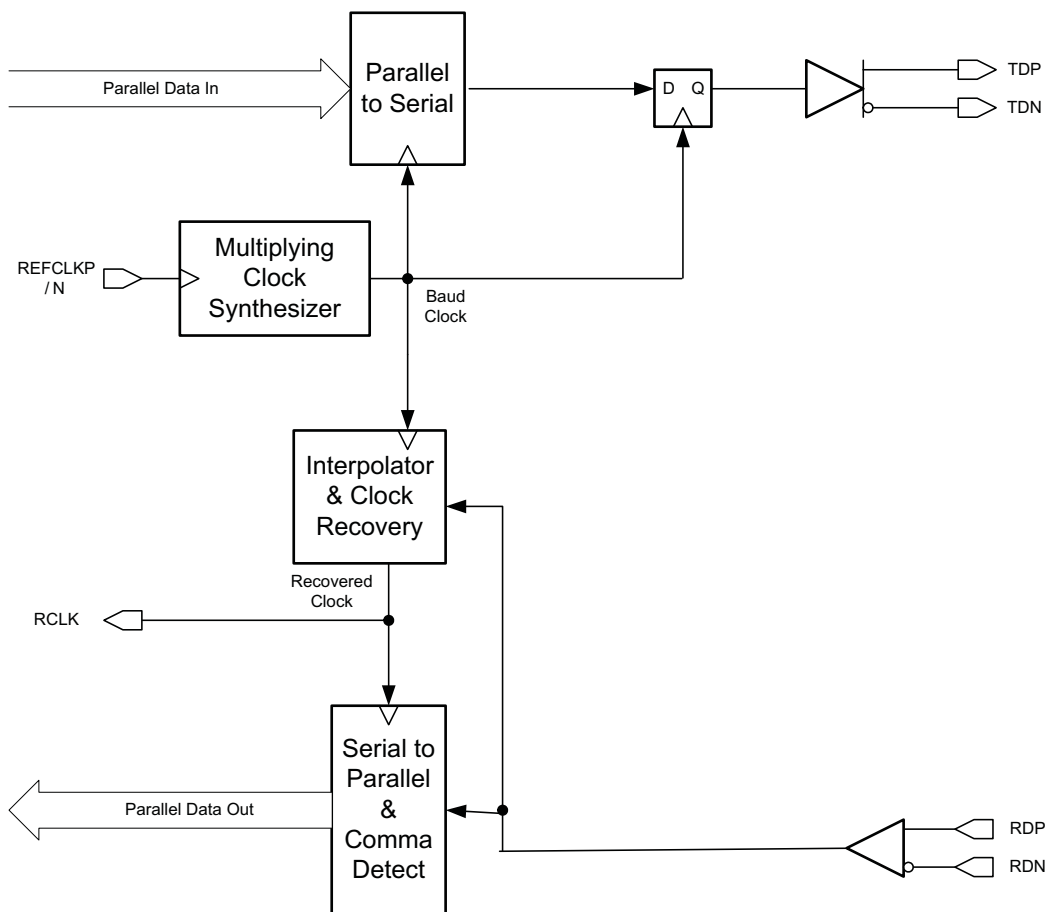 Parallel Data In
Parallel
to Serial
D Q
TDP
TDN
REFCLKP
/ N
Multiplying
Clock
Synthesizer
Baud
Clock
Interpolator
& Clock
Recovery
Recovered
Clock
RCLK
Serial to
Parallel
&
Comma
Detect
Parallel Data Out
RDP
RDN